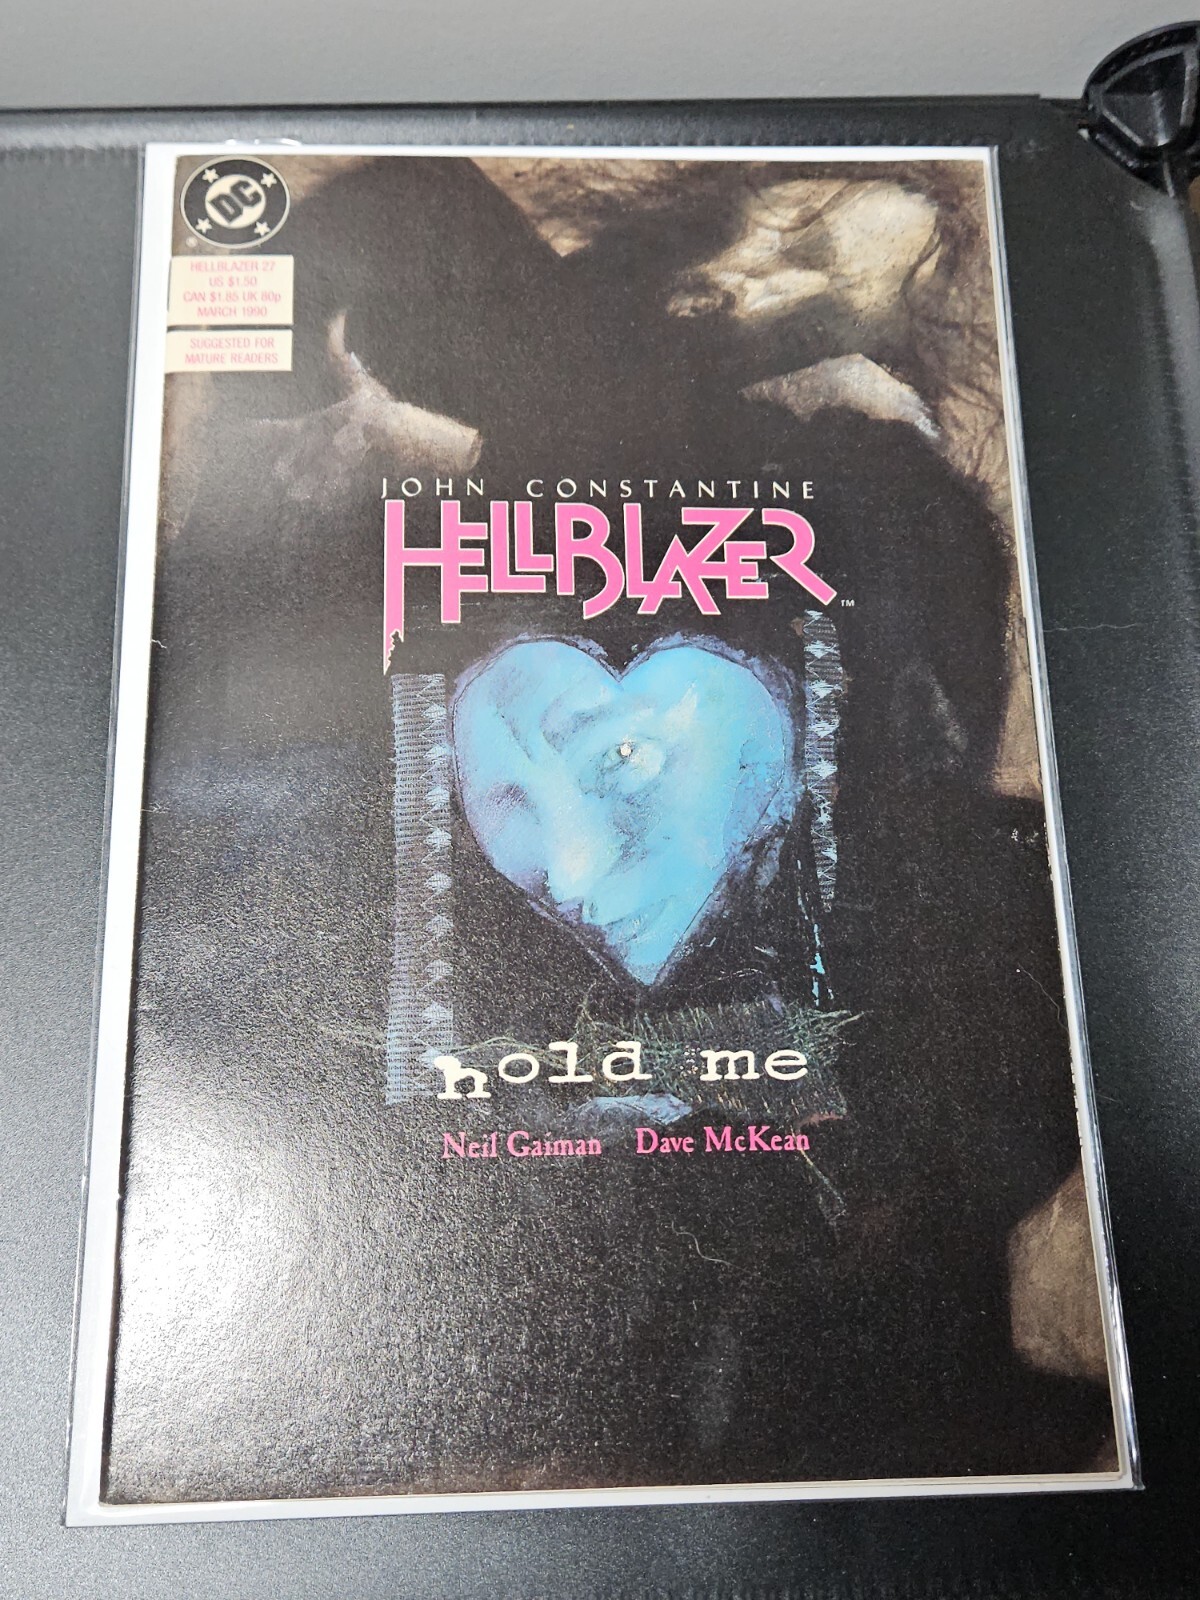 DC
®
HELLBLAZER 27
US $1.50
CAN $1.85 UK 80p
MARCH 1990
SUGGESTED FOR
MATURE READERS
JOHN CONSTANTINE
HELLBLAZER
™
hold me
Neil Gaiman Dave McKean